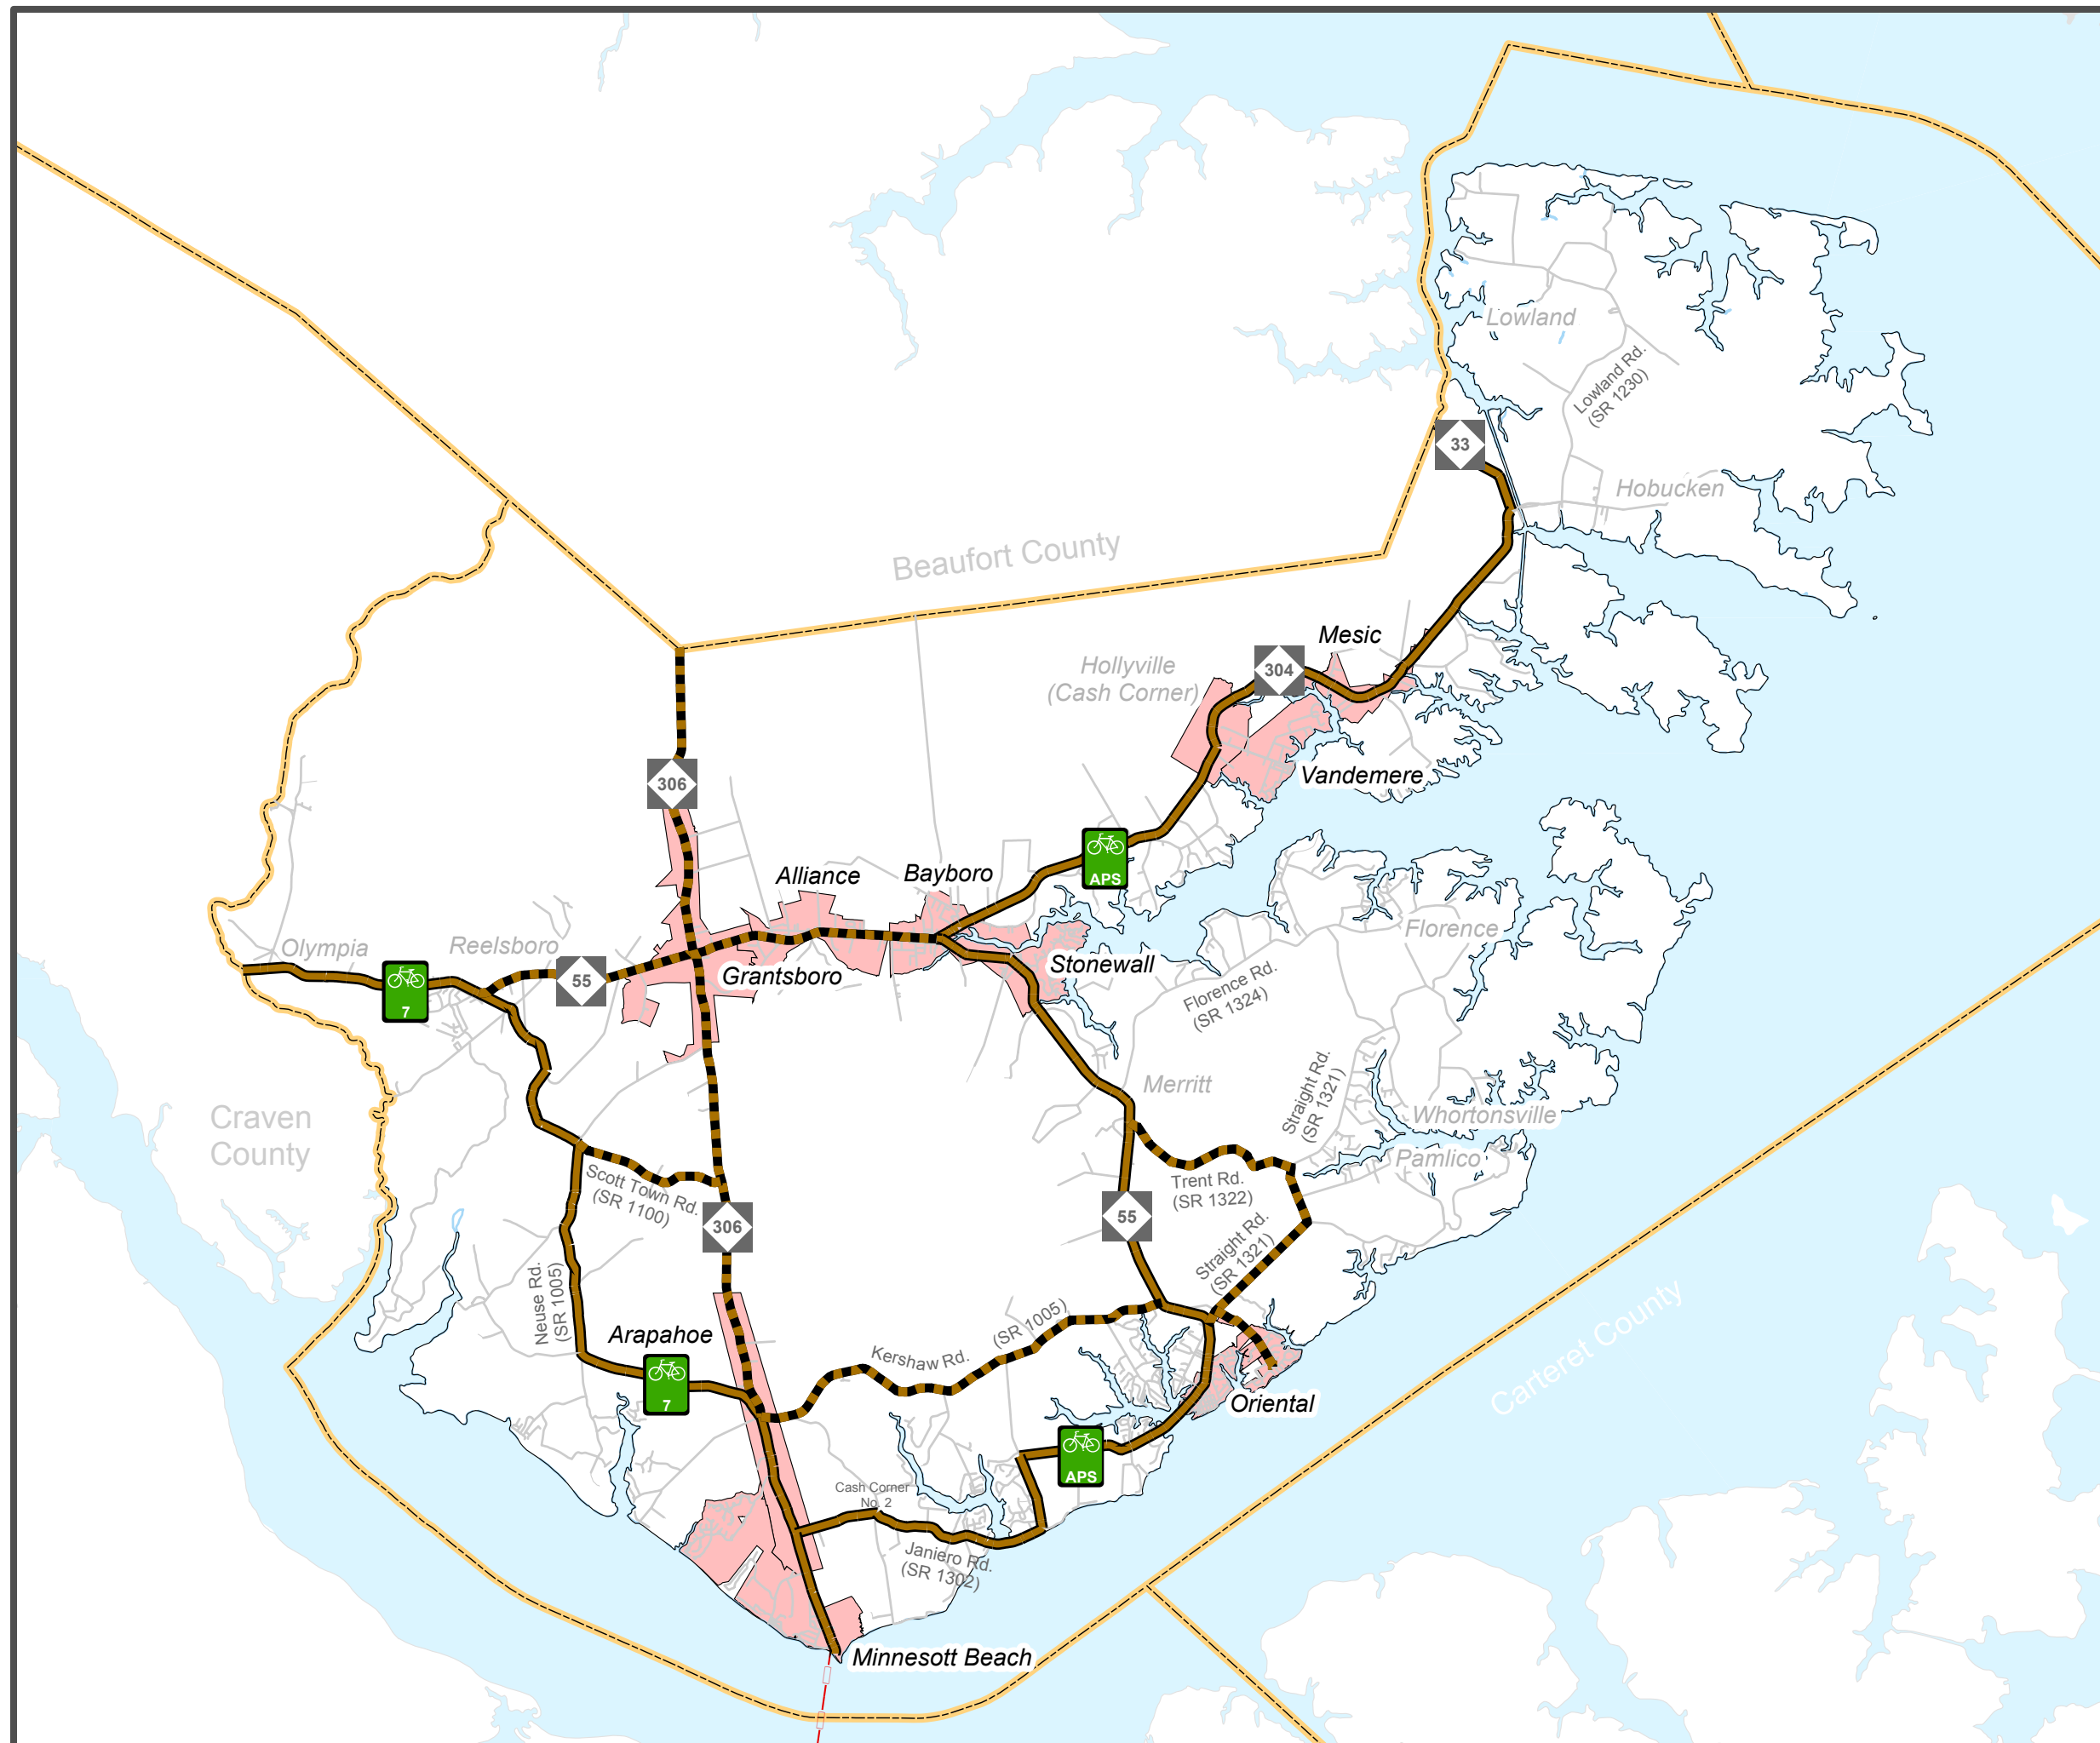 Lowland
Lowland Rd.
(SR 1230)
33
Hobucken
Beaufort County
Mesic
Hollyville
(Cash Corner)
304
Vandemere
306
APS
Alliance
Bayboro
Florence
Olympia
Reelsboro
Stonewall
Grantsboro
55
7
Florence Rd.
(SR 1324)
Merritt
Straight Rd.
(SR 1321)
Whortonsville
Craven
County
Pamlico
Scott Town Rd.
(SR 1100)
Trent Rd.
(SR 1322)
306
55
Straight Rd.
(SR 1321)
Neuse Rd.
(SR 1005)
Arapahoe
Kershaw Rd.
(SR 1005)
Carteret County
7
Oriental
APS
Cash Corner
No. 2
Janiero Rd.
(SR 1302)
Minnesott Beach